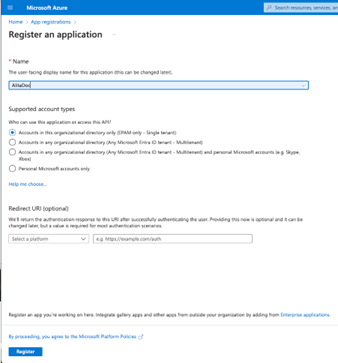 Microsoft Azure
Search resources, services, an
Home > App registrations >
Register an application ...
* Name
The user-facing display name for this application (this can be changed later).
AlitaDoc
Supported account types
Who can use this application or access this API?
Accounts in this organizational directory only (EPAM only - Single tenant)
Accounts in any organizational directory (Any Microsoft Entra ID tenant - Multitenant)
Accounts in any organizational directory (Any Microsoft Entra ID tenant - Multitenant) and personal Microsoft accounts (e.g. Skype,
Xbox)
Personal Microsoft accounts only
Help me choose...
Redirect URI (optional)
We'll return the authentication response to this URI after successfully authenticating the user. Providing this now is optional and it can be
changed later, but a value is required for most authentication scenarios.
Select a platform
e.g. https://example.com/auth
Register an app you're working on here. Integrate gallery apps and other apps from outside your organization by adding from Enterprise applications.
By proceeding, you agree to the Microsoft Platform Policies
Register